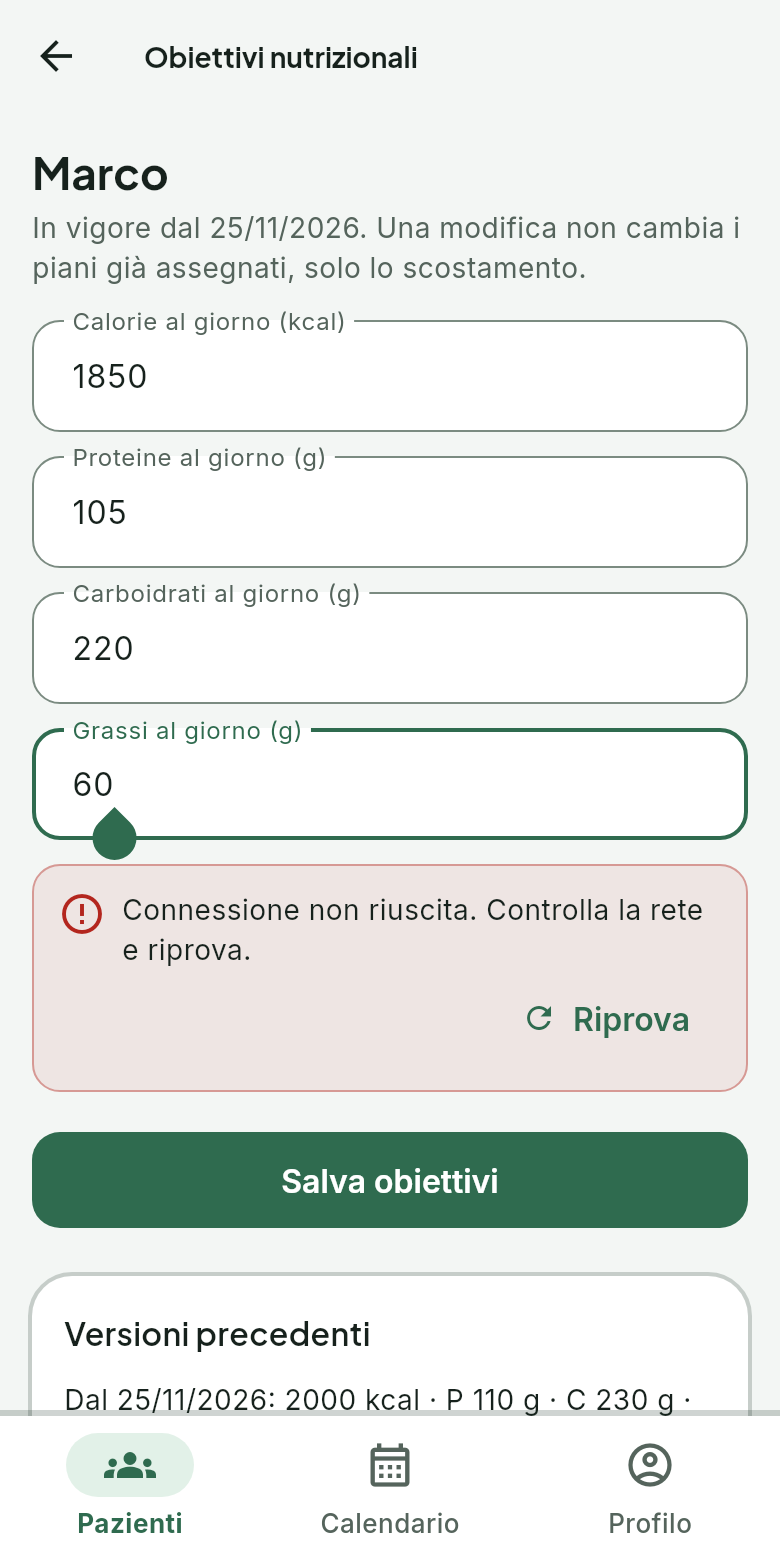 Obiettivi nutrizionali
Marco
In vigore dal 25/11/2026. Una modifica non cambia i
piani già assegnati, solo lo scostamento.
Calorie al giorno (kcal)
1850
Proteine al giorno (g)
105
Carboidrati al giorno (g)
220
Grassi al giorno (g)
60
Connessione non riuscita. Controlla la rete
e riprova.
Riprova
Salva obiettivi
Versioni precedenti
Dal 25/11/2026: 2000 kcal · P 110 g · C 230 g ·
Pazienti
Calendario
Profilo